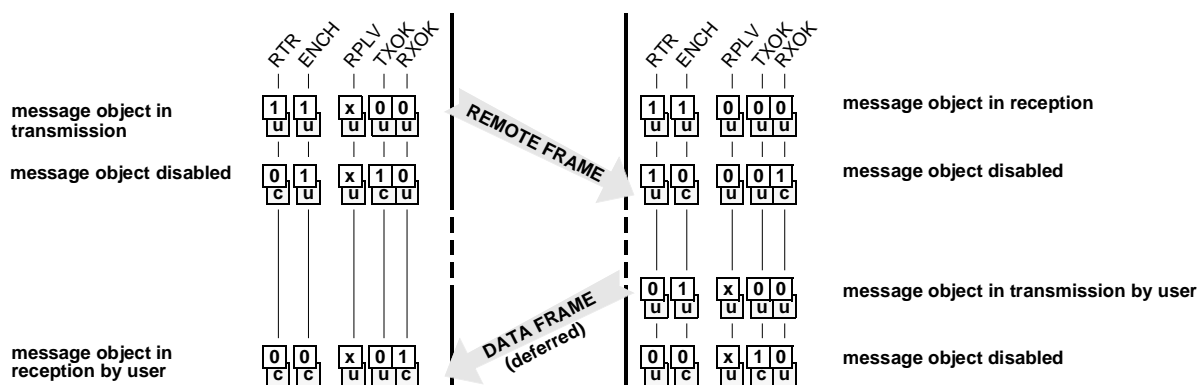 RTR ENCH RPLV TXOK RXOK
RTR ENCH RPLV TXOK RXOK
message object in
transmission
1 1 x 0 0
u u u u u
REMOTE FRAME
1 1 0 0 0
u u u u u
message object in reception
message object disabled
0 1 x 1 0
c u u c u
1 0 0 0 1
u c u u c
message object disabled
0 1 x 0 0
u u u u u
message object in transmission by user
DATA FRAME
(deferred)
message object in
reception by user
0 0 x 0 1
c c u u c
0 0 x 1 0
u c u c u
message object disabled